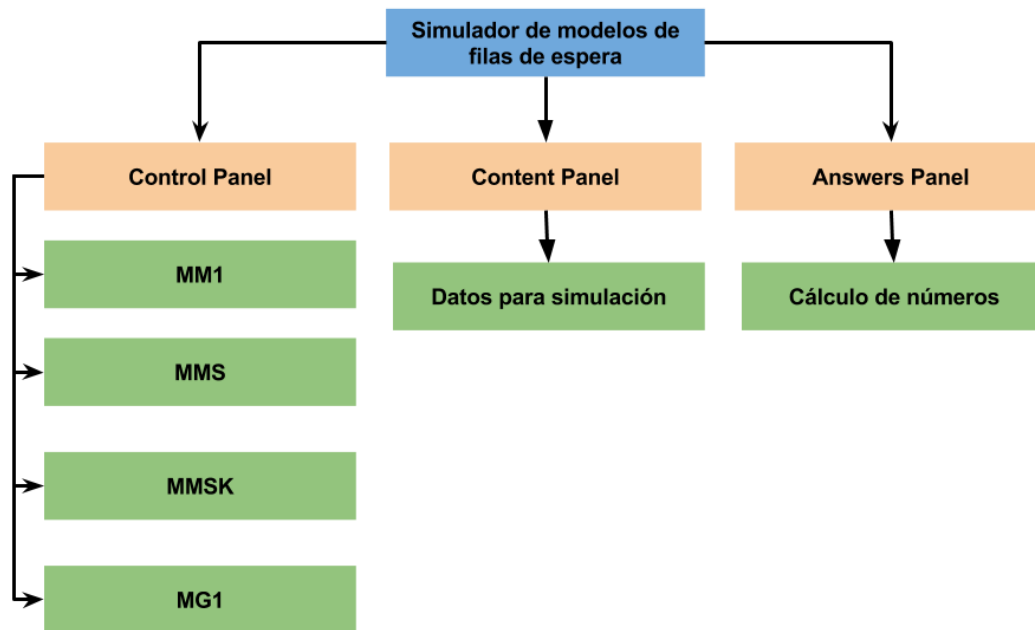 Simulador de modelos de
filas de espera
Control Panel
Content Panel
Answers Panel
MM1
Datos para simulación
Cálculo de números
MMS
MMSK
MG1